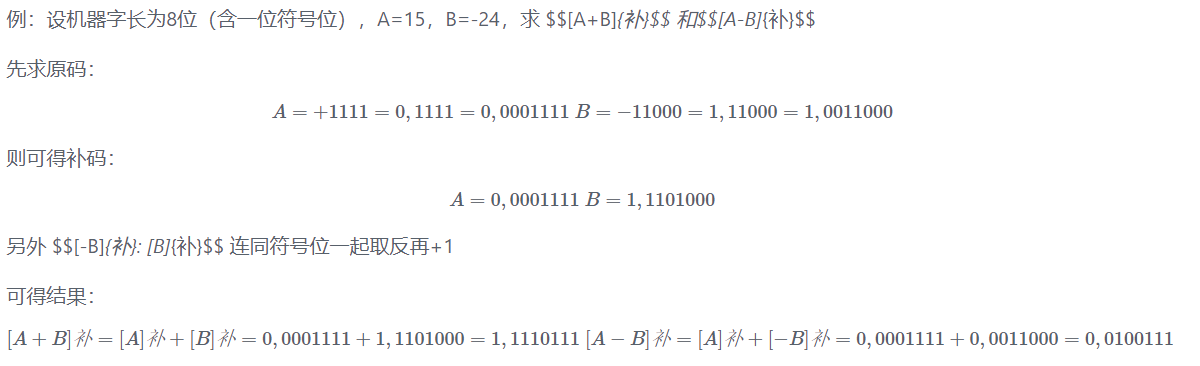 例：设机器字长为8位（含一位符号位），A=15，B=-24，求 $$[A+B]{补}$$ 和$$[A-B]{补}$$
先求原码：
A = +1111 = 0, 1111 = 0, 0001111 B = −11000 = 1, 11000 = 1, 0011000
则可得补码：
A = 0, 0001111 B = 1, 1101000
另外 $$[-B]{补}: [B]{补}$$ 连同符号位一起取反再+1
可得结果：
[A + B]补 = [A]补 + [B]补 = 0, 0001111 + 1, 1101000 = 1, 1110111 [A − B]补 = [A]补 + [−B]补 = 0, 0001111 + 0, 0011000 = 0, 0100111